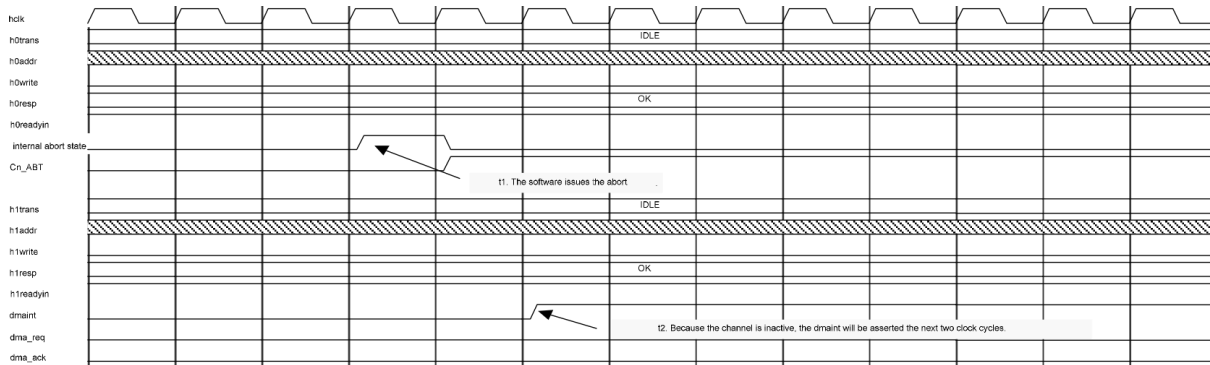 hclk
h0trans
IDLE
h0addr
h0write
h0resp
OK
h0readyin
internal abort state
Cn_ABT
t1. The software issues the abort .
h1trans
IDLE
h1addr
h1write
h1resp
OK
h1readyin
dmaint
t2. Because the channel is inactive, the dmaint will be asserted the next two clock cycles.
dma_req
dma_ack